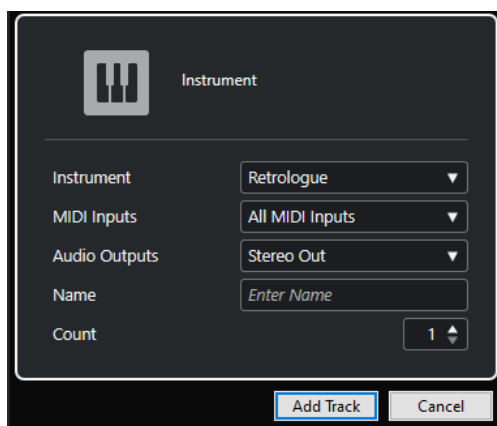 Instrument
Instrument Retrologue
MIDI Inputs All MIDI Inputs
Audio Outputs Stereo Out
Name Enter Name
Count 1
Add Track Cancel